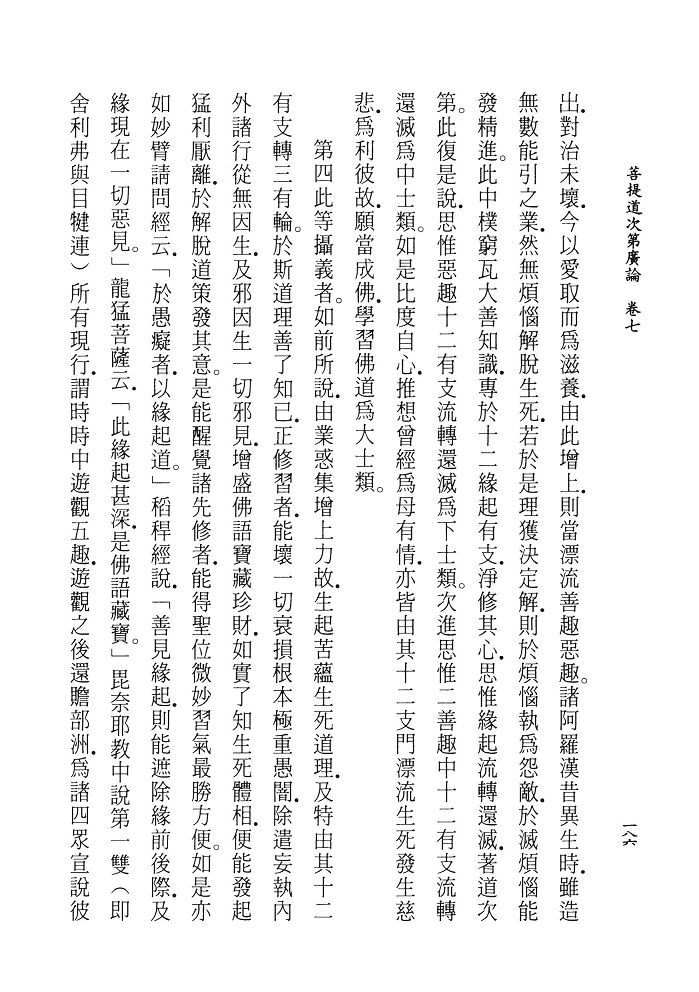 菩提道次第廣論　卷七
一八六
出．對治未壞．今以愛取而爲滋養．由此增上．則當漂流善趣惡趣。諸阿羅漢昔異生時．雖造
無數能引之業．然無煩惱解脫生死．若於是理獲決定解．則於煩惱執爲怨敵．於滅煩惱能
發精進。此中樸窮瓦大善知識．專於十二緣起有支．淨修其心．思惟緣起流轉還滅．著道次
第。此復是說．思惟惡趣十二有支流轉還滅爲下士類。次進思惟二善趣中十二有支流轉
還滅爲中士類。如是比度自心．推想曾經爲母有情．亦皆由其十二支門漂流生死發生慈
悲．爲利彼故．願當成佛．學習佛道爲大士類。
第四此等攝義者。如前所說．由業惑集增上力故．生起苦蘊生死道理．及特由其十二
有支轉三有輪。於斯道理善了知已．正修習者．能壞一切衰損根本極重愚闇．除遣妄執內
外諸行從無因生．及邪因生一切邪見．增盛佛語寶藏珍財．如實了知生死體相．便能發起
猛利厭離．於解脫道策發其意。是能醒覺諸先修者．能得聖位微妙習氣最勝方便。如是亦
如妙臂請問經云．「於愚癡者．以緣起道。」稻稈經說．「善見緣起．則能遮除緣前後際．及
緣現在一切惡見。」龍猛菩薩云．「此緣起甚深．是佛語藏寶。」毘奈耶教中說第一雙（即
舍利弗與目犍連）所有現行．謂時時中遊觀五趣．遊觀之後還贍部洲．爲諸四眾宣說彼